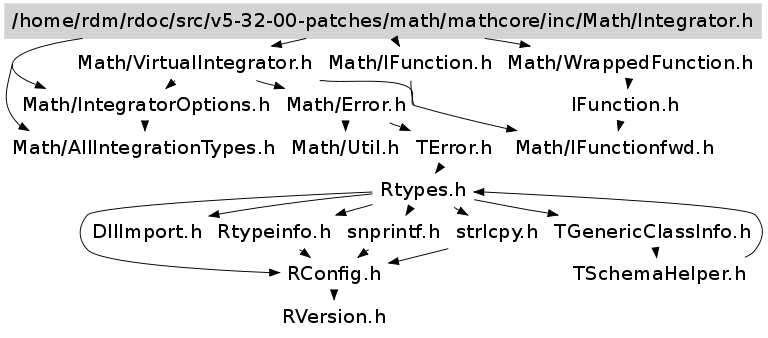 /home/rdm/rdoc/src/v5-32-00-patches/math/mathcore/inc/Math/Integrator.h
Math/VirtualIntegrator.h Math/IFunction.h Math/WrappedFunction.h
Math/IntegratorOptions.h Math/Error.h IFunction.h
Math/AllIntegrationTypes.h Math/Util.h TError.h Math/IFunctionfwd.h
Rtypes.h
DllImport.h Rtypeinfo.h snprintf.h strlcpy.h TGenericClassInfo.h
RConfig.h TSchemaHelper.h
RVersion.h